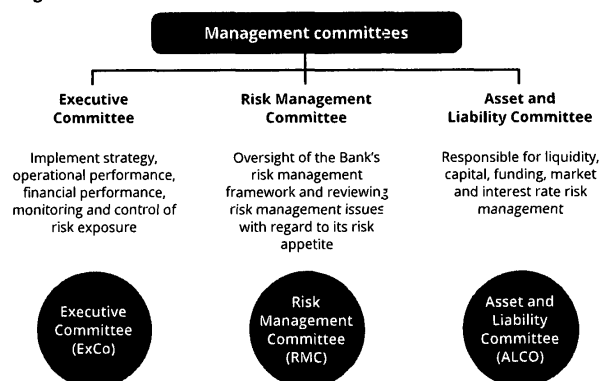 Management committees
Executive
Committee
Implement strategy,
operational performance,
financial performance,
monitoring and control of
risk exposure
Risk Management
Committee
Oversight of the Bank's
risk management
framework and reviewing
risk management issues
with regard to its risk
appetite
Asset and
Liability Committee
Responsible for liquidity,
capital, funding, market
and interest rate risk
management
Executive
Committee
(ExCo)
Risk
Management
Committee
(RMC)
Asset and
Liability
Committee
(ALCO)